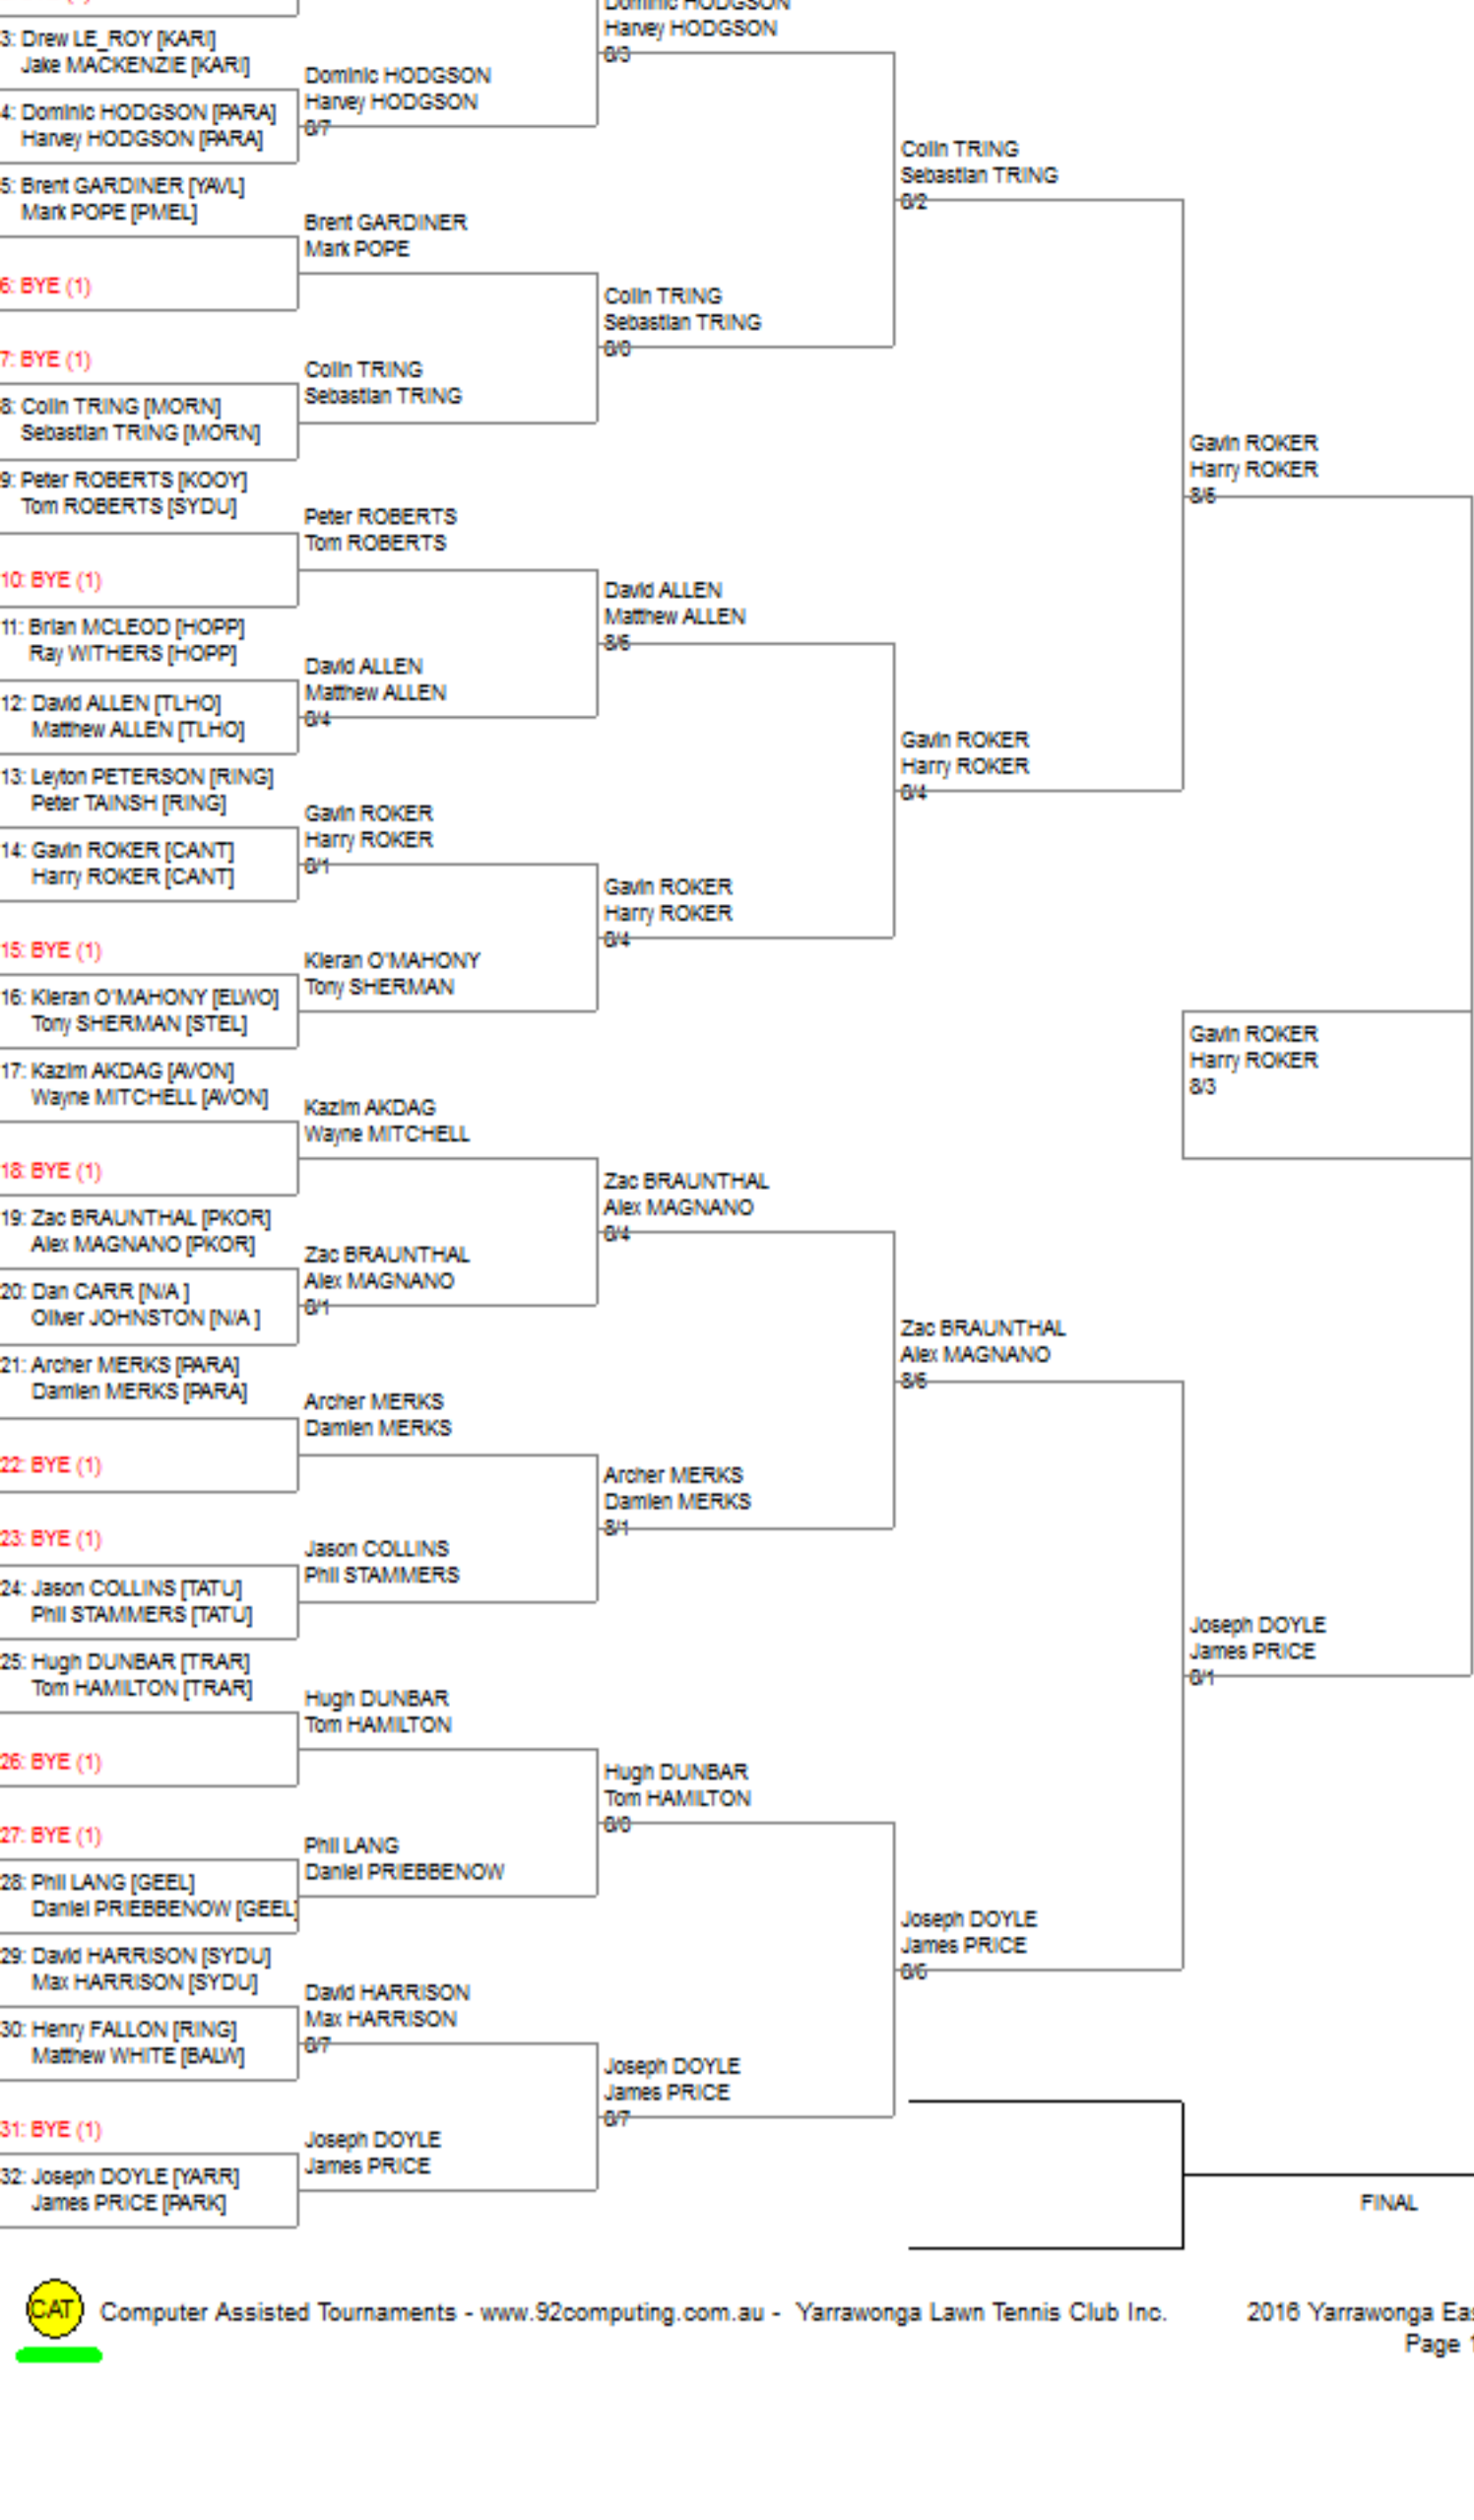 3: Drew LE_ROY [KARI]
Jake MACKENZIE [KARI]
4: Dominic HODGSON [PARA]
Harvey HODGSON [PARA]
5: Brent GARDINER [YAVL]
Mark POPE [PMEL]
6: BYE (1)
7: BYE (1)
8: Colin TRING [MORN]
Sebastian TRING [MORN]
9: Peter ROBERTS [KOOY]
Tom ROBERTS [SYDU]
10: BYE (1)
11: Brian MCLEOD [HOPP]
Ray WITHERS [HOPP]
12: David ALLEN [TLHO]
Matthew ALLEN [TLHO]
13: Leyton PETERSON [RING]
Peter TAINSH [RING]
14: Gavin ROKER [CANT]
Harry ROKER [CANT]
15: BYE (1)
16: Kieran O'MAHONY [ELWO]
Tony SHERMAN [STEL]
17: Kazim AKDAG [AVON]
Wayne MITCHELL [AVON]
18: BYE (1)
19: Zac BRAUNTHAL [PKOR]
Alex MAGNANO [PKOR]
20: Dan CARR [N/A ]
Oliver JOHNSTON [N/A ]
21: Archer MERKS [PARA]
Damien MERKS [PARA]
22: BYE (1)
23: BYE (1)
24: Jason COLLINS [TATU]
Phil STAMMERS [TATU]
25: Hugh DUNBAR [TRAR]
Tom HAMILTON [TRAR]
26: BYE (1)
27: BYE (1)
28: Phil LANG [GEEL]
Daniel PRIEBBENOW [GEEL]
29: David HARRISON [SYDU]
Max HARRISON [SYDU]
30: Henry FALLON [RING]
Matthew WHITE [BALW]
31: BYE (1)
32: Joseph DOYLE [YARR]
James PRICE [PARK]
Dominic HODGSON
Harvey HODGSON
8/7
Brent GARDINER
Mark POPE
Colin TRING
Sebastian TRING
Peter ROBERTS
Tom ROBERTS
David ALLEN
Matthew ALLEN
8/4
Gavin ROKER
Harry ROKER
8/1
Kieran O'MAHONY
Tony SHERMAN
Kazim AKDAG
Wayne MITCHELL
Zac BRAUNTHAL
Alex MAGNANO
8/1
Archer MERKS
Damien MERKS
Jason COLLINS
Phil STAMMERS
Hugh DUNBAR
Tom HAMILTON
Phil LANG
Daniel PRIEBBENOW
David HARRISON
Max HARRISON
8/7
Joseph DOYLE
James PRICE
Dominic HODGSON
Harvey HODGSON
8/3
Colin TRING
Sebastian TRING
David ALLEN
Matthew ALLEN
Gavin ROKER
Harry ROKER
8/4
Zac BRAUNTHAL
Alex MAGNANO
8/4
Archer MERKS
Damien MERKS
8/1
Hugh DUNBAR
Tom HAMILTON
Joseph DOYLE
James PRICE
8/7
Colin TRING
Sebastian TRING
8/2
Gavin ROKER
Harry ROKER
8/4
Zac BRAUNTHAL
Alex MAGNANO
Joseph DOYLE
James PRICE
Gavin ROKER
Harry ROKER
Gavin ROKER
Harry ROKER
8/3
Joseph DOYLE
James PRICE
8/1
FINAL
CAT Computer Assisted Tournaments - www.92computing.com.au - Yarrawonga Lawn Tennis Club Inc. 2016 Yarrawonga
Page